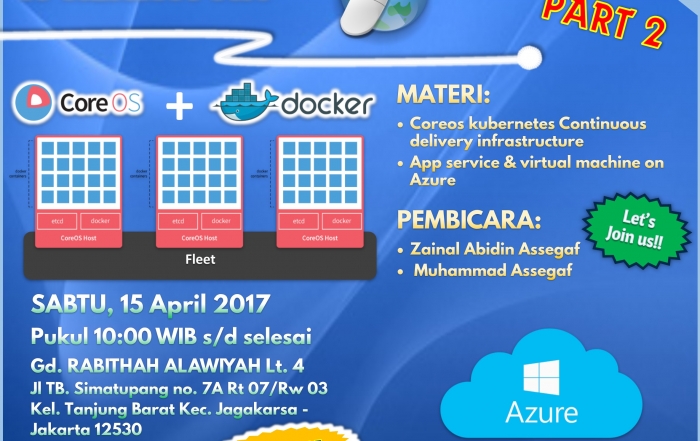 PART 2
CoreOS + docker
MATERI:
• Coreos kubernetes Continuous
delivery infrastructure
• App service & virtual machine on
Azure
PEMBICARA:
• Zainal Abidin Assegaf
• Muhammad Assegaf
Let's
Join us!!
etcd docker
CoreOS Host
etcd docker
CoreOS Host
etcd docker
CoreOS Host
Fleet
SABTU, 15 April 2017
Pukul 10:00 WIB s/d selesai
Gd. RABITHAH ALAWIYAH Lt. 4
Jl TB. Simatupang no. 7A Rt 07/Rw 03
Kel. Tanjung Barat Kec. Jagakarsa -
Jakarta 12530
Azure